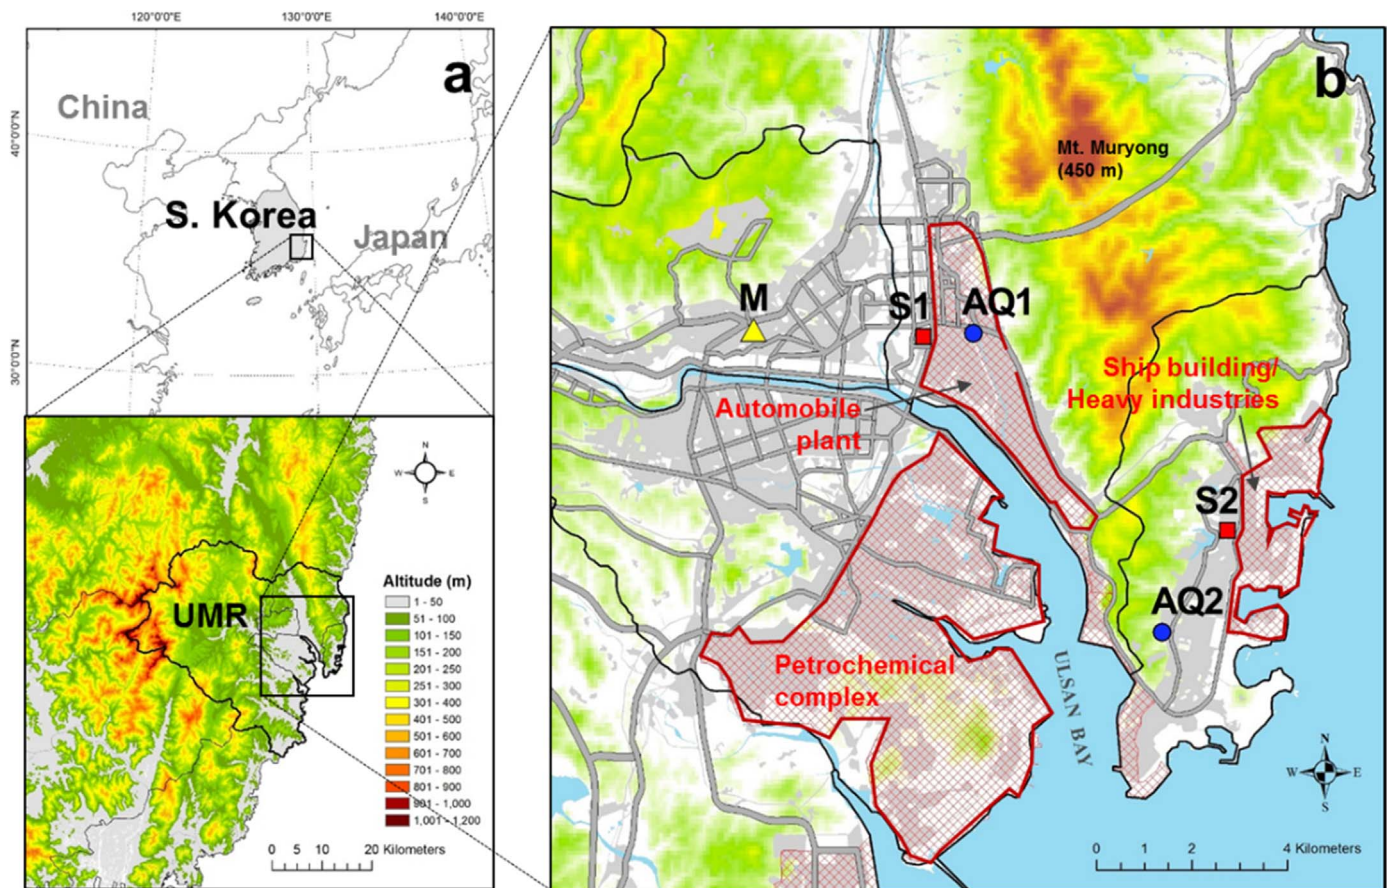 120°0'0"E
130°0'0"E
140°0'0"E
40°0'0"N
30°0'0"N
a
China
S. Korea
Japan
N
W
E
S
UMR
Altitude (m)
1 - 50
51 - 100
101 - 150
151 - 200
201 - 250
251 - 300
301 - 400
401 - 500
501 - 600
601 - 700
701 - 800
801 - 900
901 - 1,000
1,001 - 1,200
0 5 10 20 Kilometers
b
Mt. Muryong
(450 m)
M
S1
AQ1
Ship building/
Heavy industries
Automobile
plant
S2
AQ2
Petrochemical
complex
ULSAN BAY
N
W
E
S
0 1 2 4 Kilometers